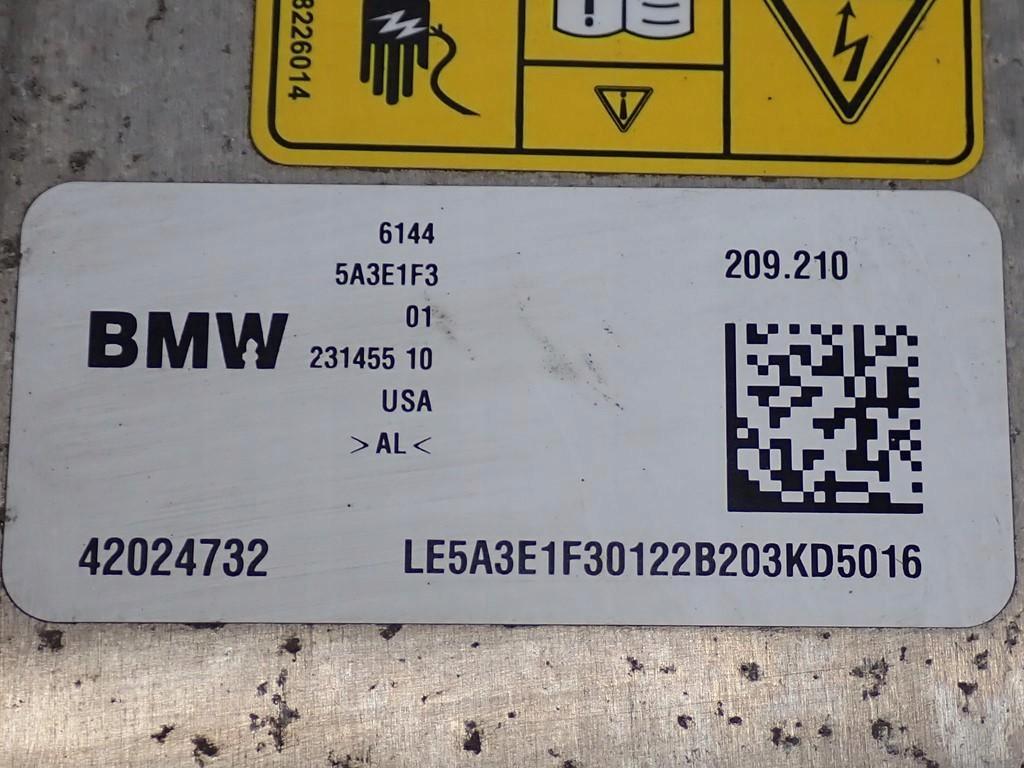 8226014
6144
5A3E1F3
01
BMW
231455 10
USA
>AL<
209.210
42024732
LE5A3E1F30122B203KD5016